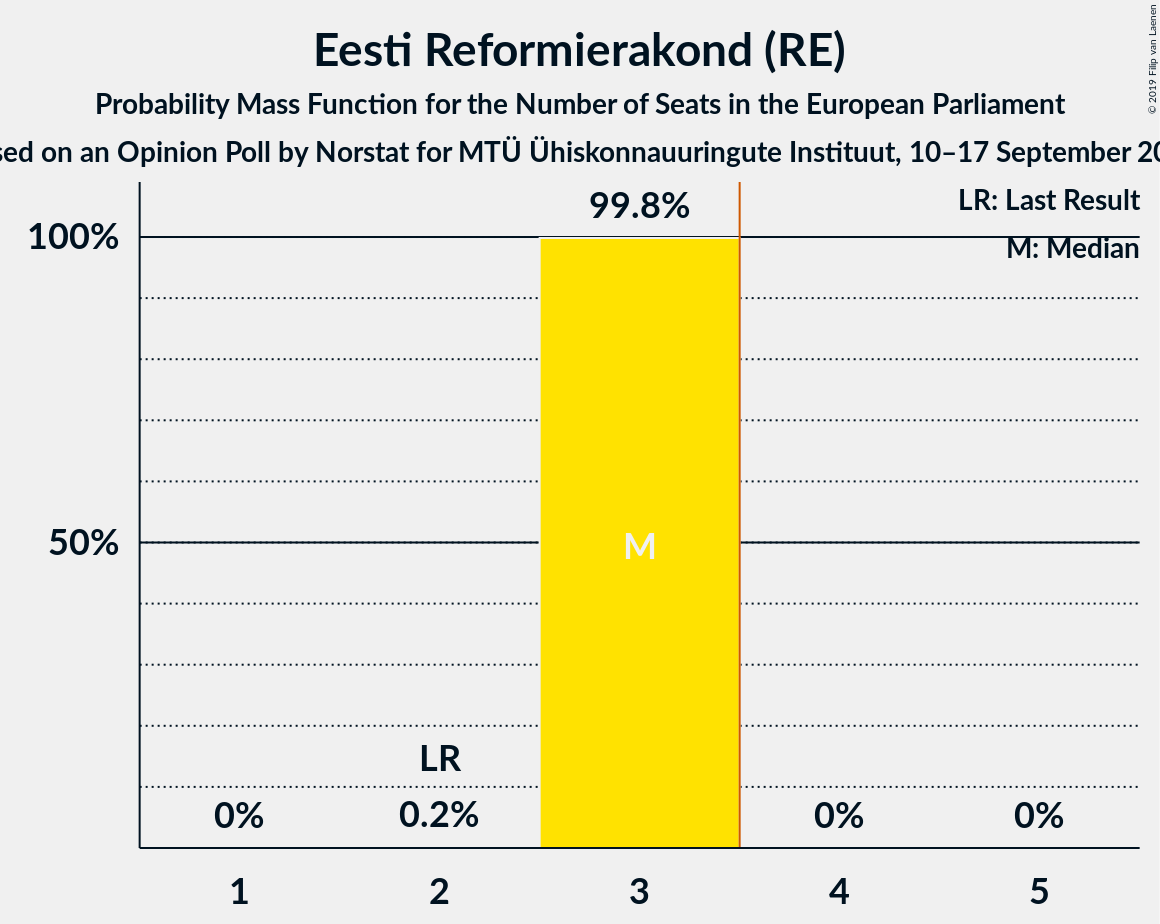 Eesti Reformierakond (RE)
Probability Mass Function for the Number of Seats in the European Parliament
sed on an Opinion Poll by Norstat for MTÜ Ühiskonnauuringute Instituut, 10–17 September 20
© 2019 Filip van Laenen
99.8%
LR: Last Result
M: Median
100%
50%
M
LR
0%
0.2%
0%
0%
1
2
3
4
5